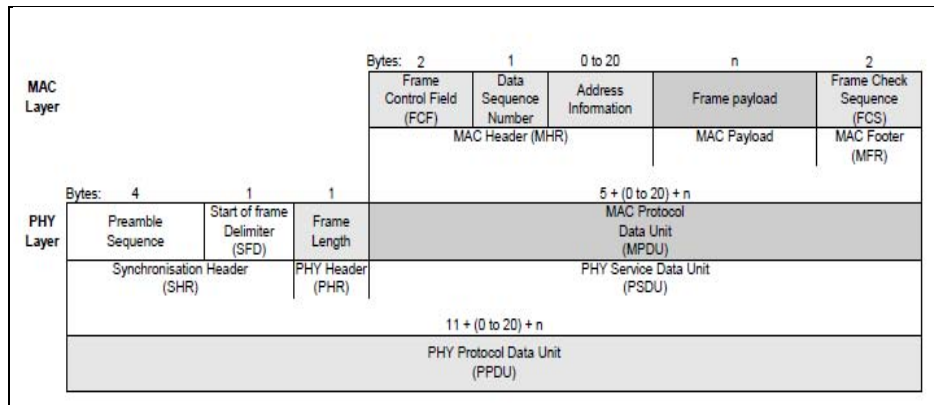 Bytes: 2 1 0 to 20 n 2
MAC
Layer
Frame
Control Field
(FCF)
Data
Sequence
Number
Address
Information
Frame payload
Frame Check
Sequence
(FCS)
MAC Header (MHR)
MAC Payload
MAC Footer
(MFR)
Bytes: 4 1 1 5 + (0 to 20) + n
PHY
Layer
Preamble
Sequence
Start of frame
Delimiter
(SFD)
Frame
Length
MAC Protocol
Data Unit
(MPDU)
Synchronisation Header
(SHR)
PHY Header
(PHR)
PHY Service Data Unit
(PSDU)
11 + (0 to 20) + n
PHY Protocol Data Unit
(PPDU)